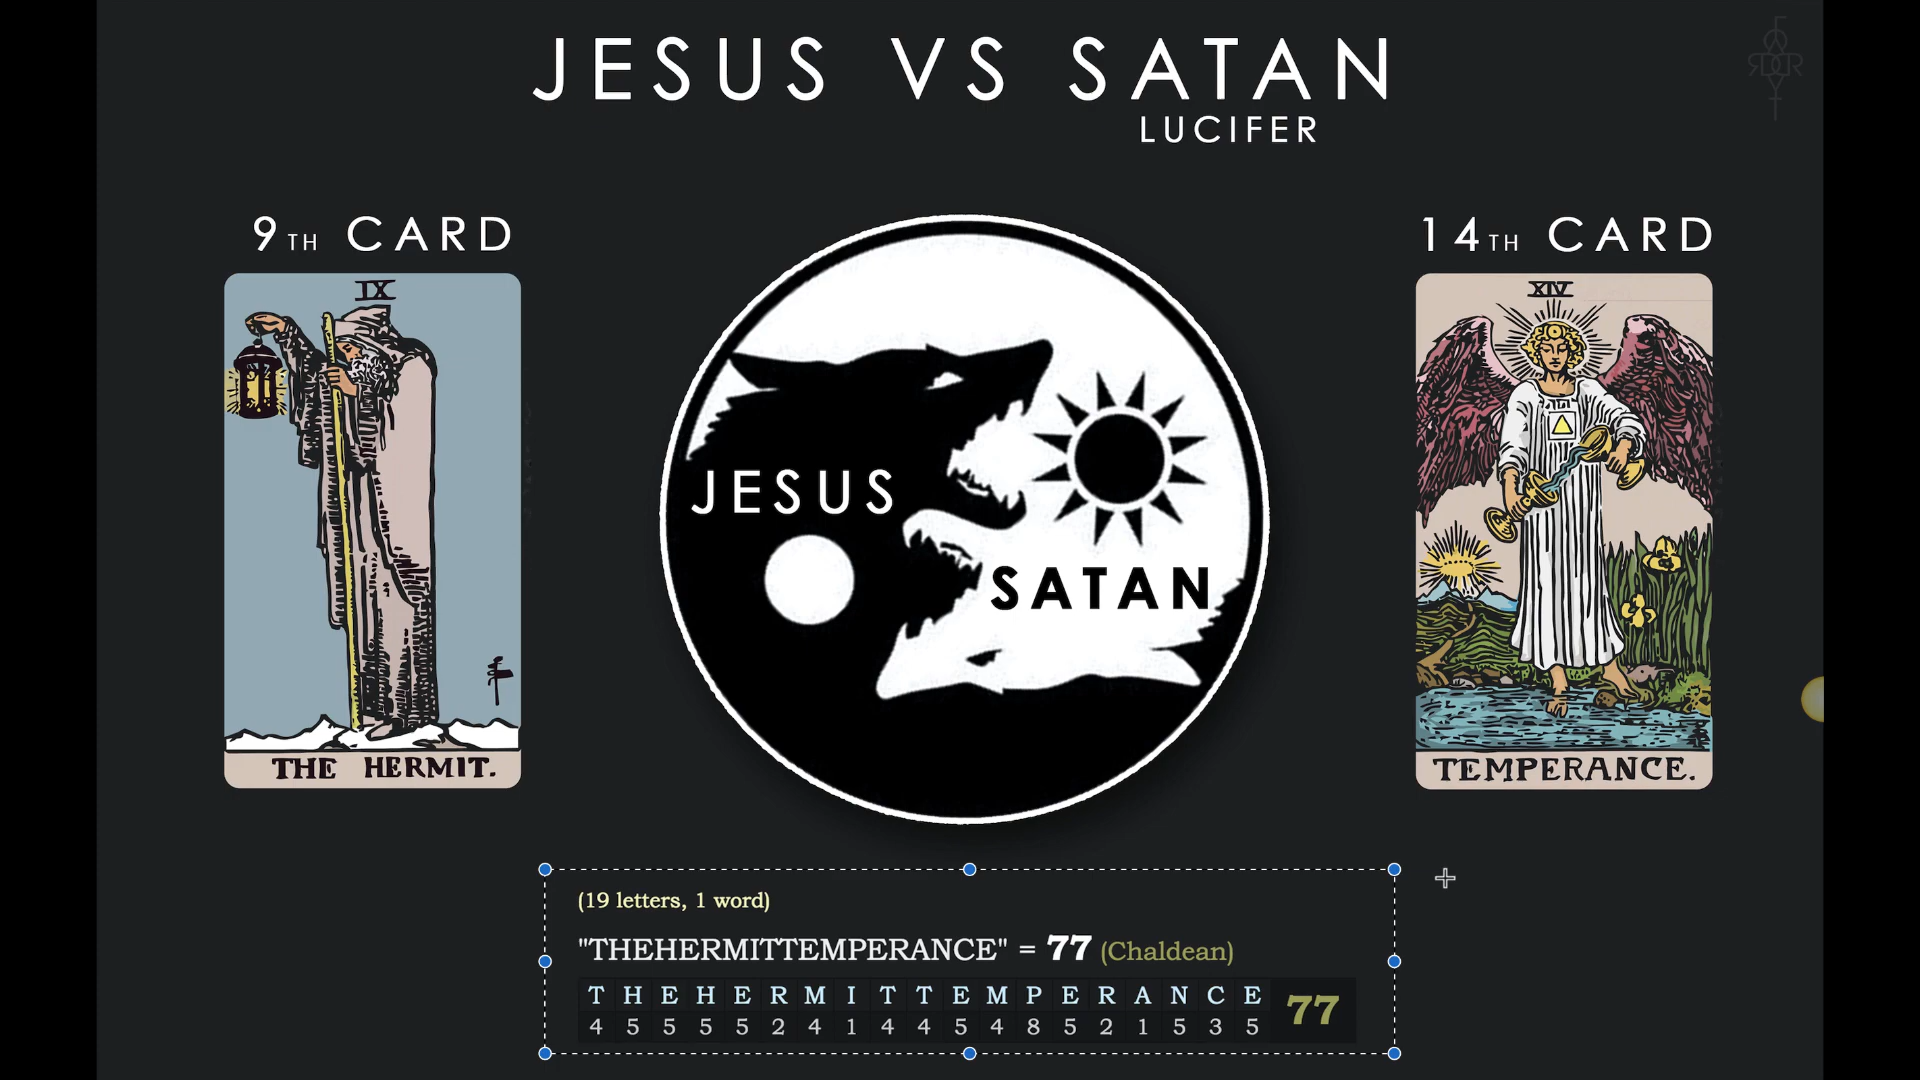 JESUS VS SATAN
LUCIFER
9TH CARD
14TH CARD
IX
XIV
JESUS
SATAN
THE HERMIT.
TEMPERANCE.
(19 letters, 1 word)
"THEHERMITTEMPERANCE" = 77 (Chaldean)
T H E H E R M I T T E M P E R A N C E 77
4 5 5 5 5 2 4 1 4 4 5 4 8 5 2 1 5 3 5